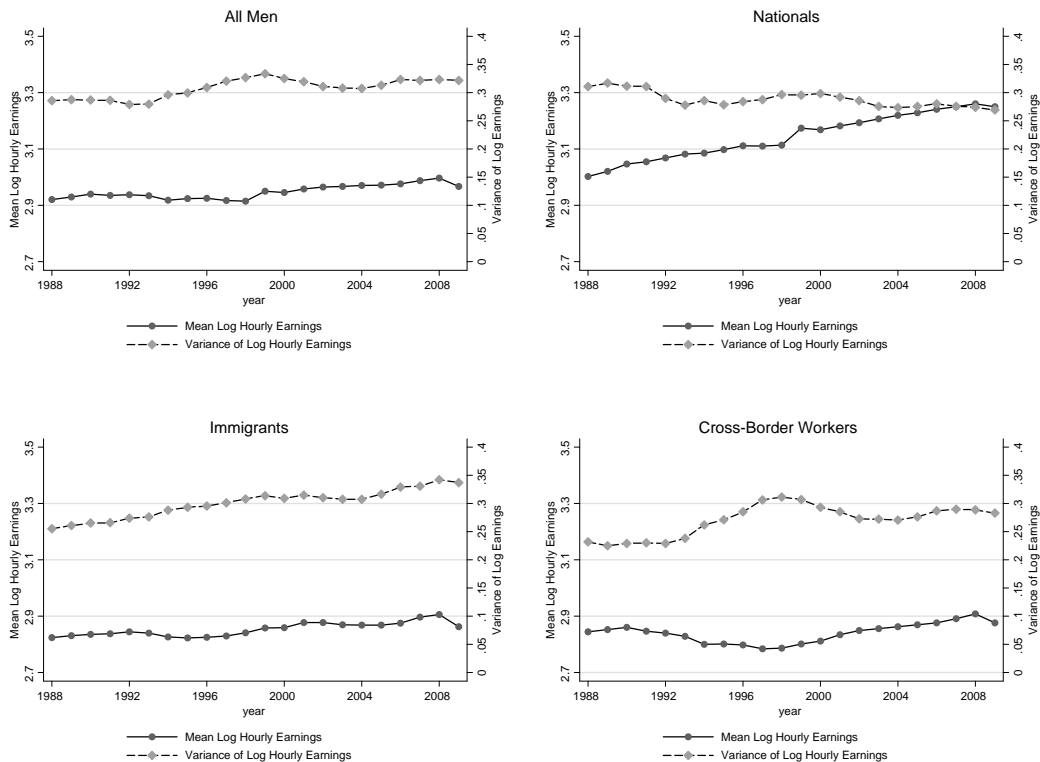 All Men
Mean Log Hourly Earnings
2.7 2.9 3.1 3.3 3.5
Variance of Log Earnings
0 .05 .1 .15 .2 .25 .3 .35 .4
1988 1992 1996 2000 2004 2008
year
Mean Log Hourly Earnings
Variance of Log Hourly Earnings
Nationals
Mean Log Hourly Earnings
2.7 2.9 3.1 3.3 3.5
Variance of Log Earnings
0 .05 .1 .15 .2 .25 .3 .35 .4
1988 1992 1996 2000 2004 2008
year
Mean Log Hourly Earnings
Variance of Log Hourly Earnings
Immigrants
Mean Log Hourly Earnings
2.7 2.9 3.1 3.3 3.5
Variance of Log Earnings
0 .05 .1 .15 .2 .25 .3 .35 .4
1988 1992 1996 2000 2004 2008
year
Mean Log Hourly Earnings
Variance of Log Hourly Earnings
Cross-Border Workers
Mean Log Hourly Earnings
2.7 2.9 3.1 3.3 3.5
Variance of Log Earnings
0 .05 .1 .15 .2 .25 .3 .35 .4
1988 1992 1996 2000 2004 2008
year
Mean Log Hourly Earnings
Variance of Log Hourly Earnings